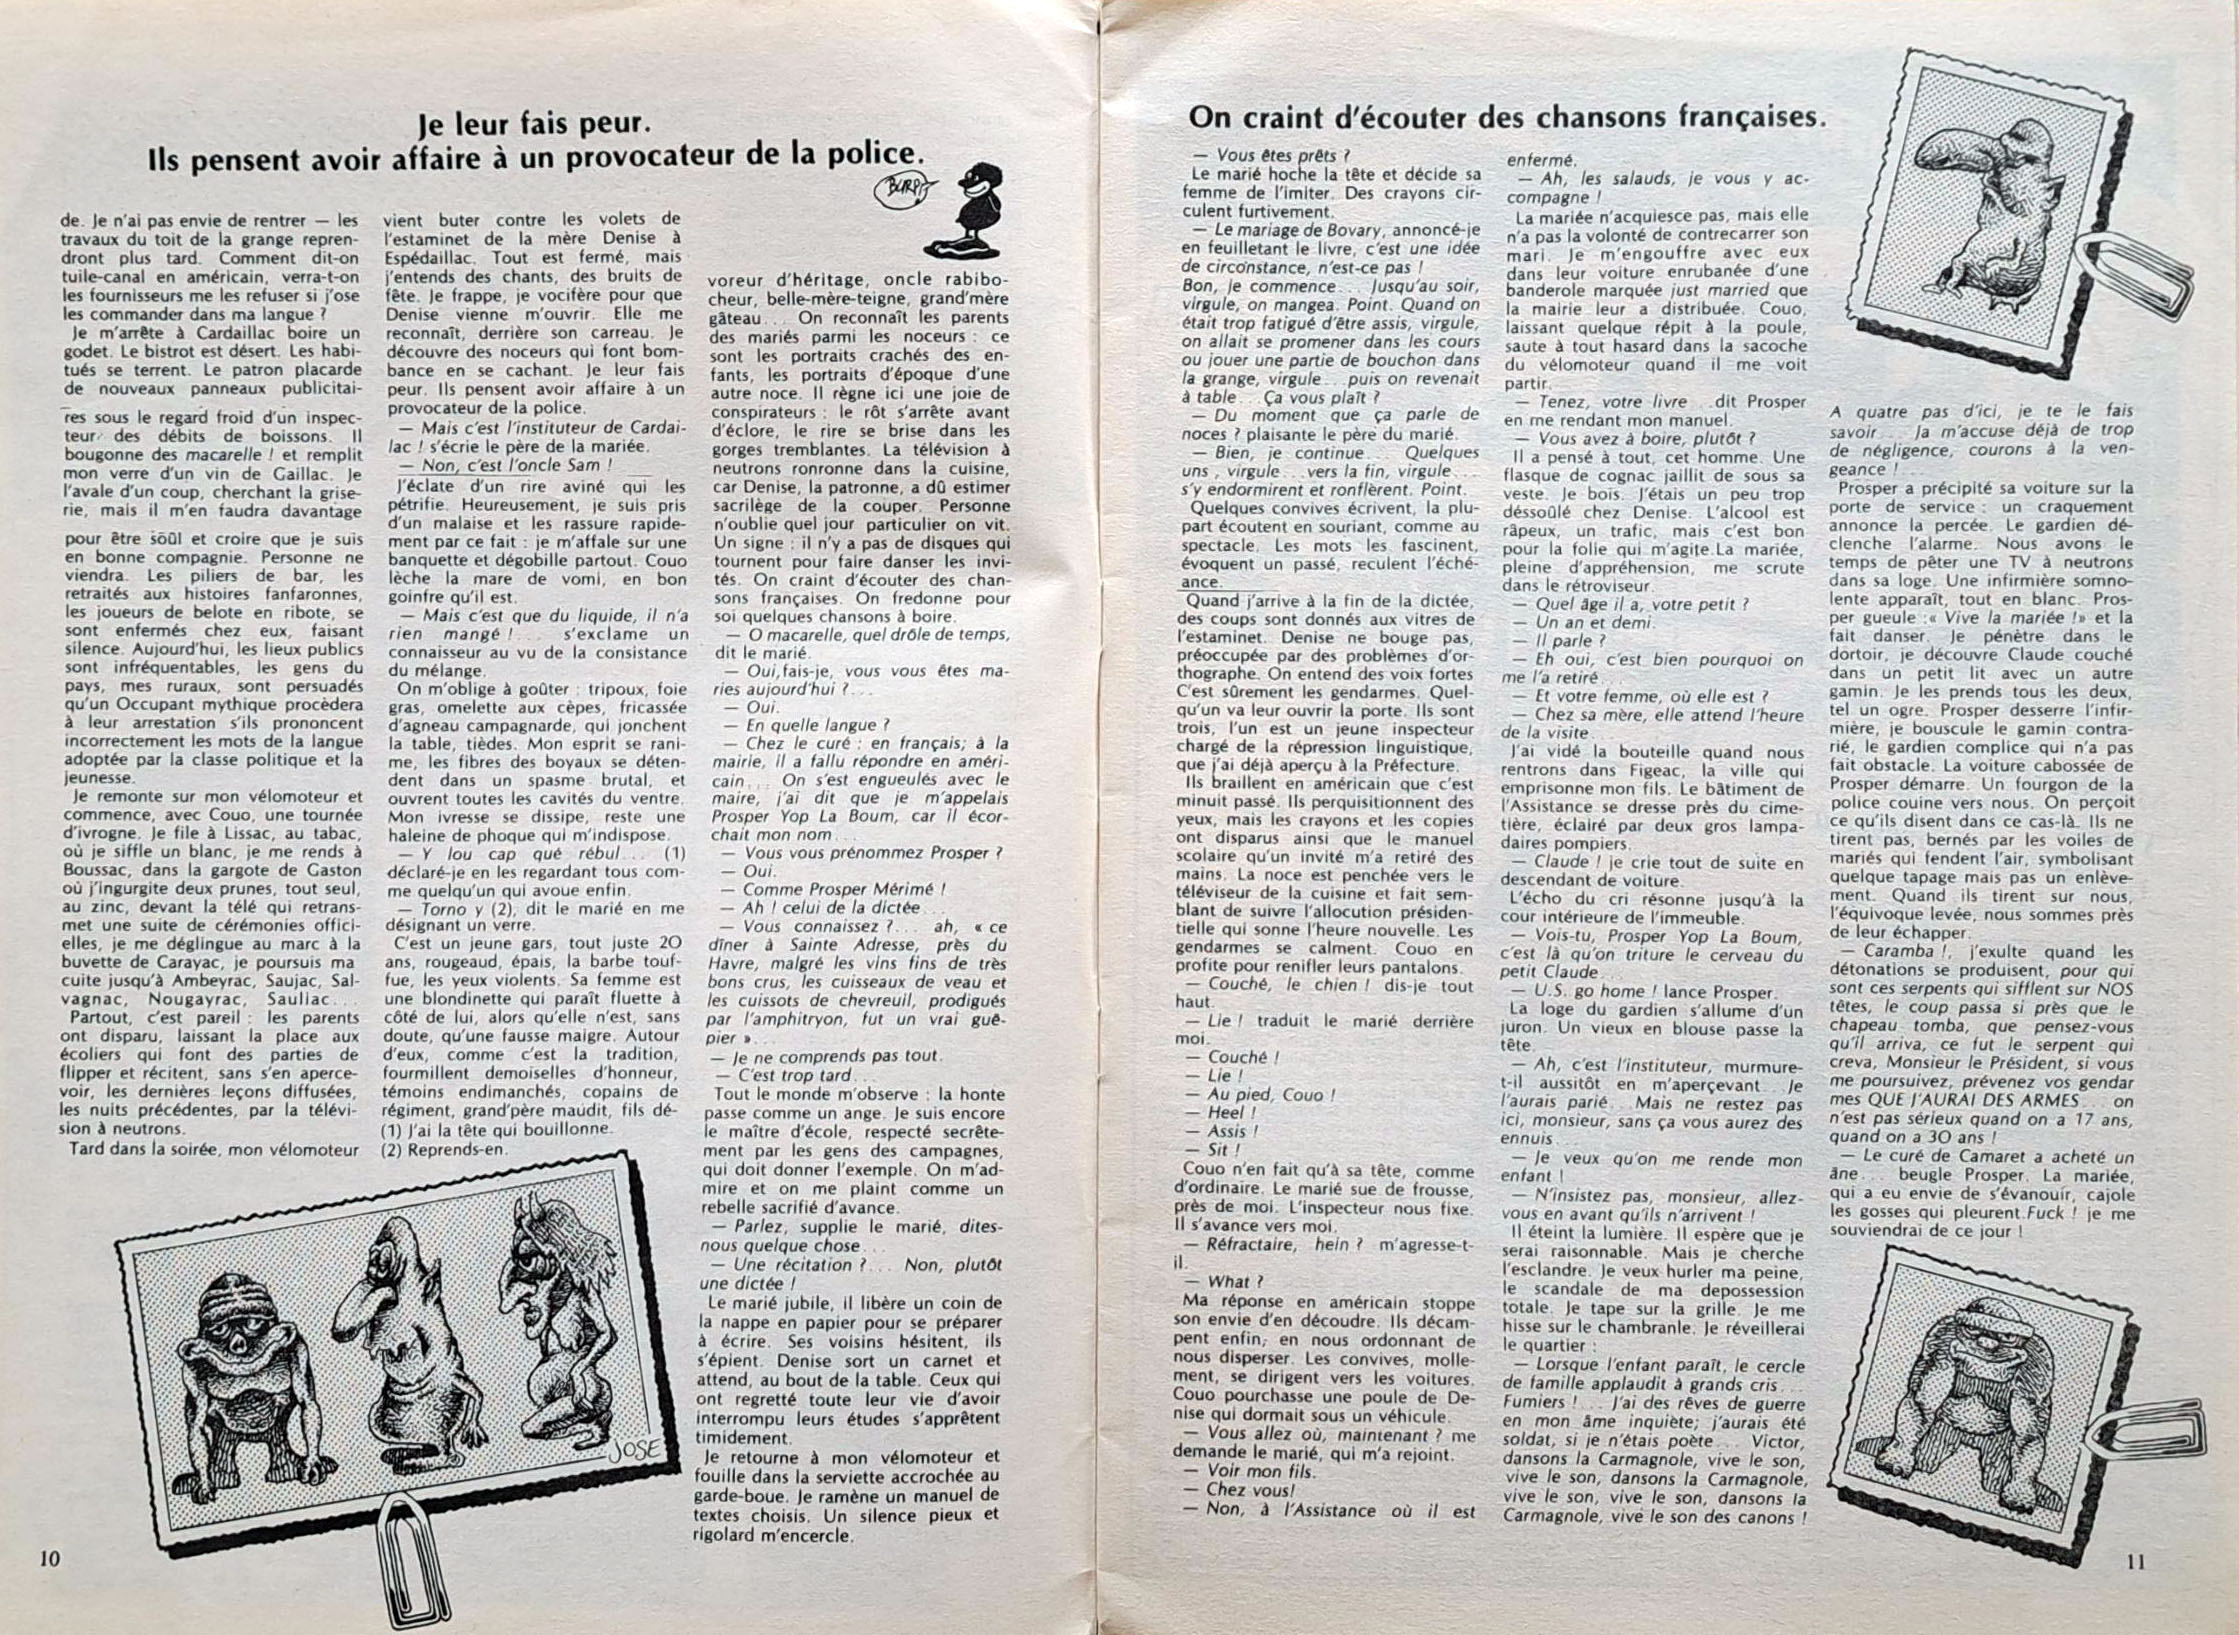 Je leur fais peur.
Ils pensent avoir affaire à un provocateur de la police.
BURP!
de. Je n'ai pas envie de rentrer — les
travaux du toit de la grange repren-
dront plus tard. Comment dit-on
tuile-canal en américain, verra-t-on
les fournisseurs me les refuser si j'ose
les commander dans ma langue ?
Je m'arrête à Cardaillac boire un
godet. Le bistrot est désert. Les habi-
tués se terrent. Le patron placarde
de nouveaux panneaux publicitai-
res sous le regard froid d'un inspec-
teur des débits de boissons. Il
bougonne des macarelle ! et remplit
mon verre d'un vin de Gaillac. Je
l'avale d'un coup, cherchant la grise-
rie, mais il m'en faudra davantage
pour être soûl et croire que je suis
en bonne compagnie. Personne ne
viendra. Les piliers de bar, les
retraités aux histoires fanfaronnes,
les joueurs de belote en ribote, se
sont enfermés chez eux, faisant
silence. Aujourd'hui, les lieux publics
sont infréquentables, les gens du
pays, mes ruraux, sont persuadés
qu'un Occupant mythique procèdera
à leur arrestation s'ils prononcent
incorrectement les mots de la langue
adoptée par la classe politique et la
jeunesse.
Je remonte sur mon vélomoteur et
commence, avec Couo, une tournée
d'ivrogne. Je file à Lissac, au tabac,
où je siffle un blanc, je me rends à
Boussac, dans la gargote de Gaston
où j'ingurgite deux prunes, tout seul,
au zinc, devant la télé qui retrans-
met une suite de cérémonies offici-
elles, je me déglingue au marc à la
buvette de Carayac, je poursuis ma
cuite jusqu'à Ambeyrac, Saujac, Sal-
vagnac, Nougayrac, Sauliac...
Partout, c'est pareil : les parents
ont disparu, laissant la place aux
écoliers qui font des parties de
flipper et récitent, sans s'en aperce-
voir, les dernières leçons diffusées,
les nuits précédentes, par la télévi-
sion à neutrons.
Tard dans la soirée, mon vélomoteur
vient buter contre les volets de
l'estaminet de la mère Denise à
Espédaillac. Tout est fermé, mais
j'entends des chants, des bruits de
fête. Je frappe, je vocifère pour que
Denise vienne m'ouvrir. Elle me
reconnaît, derrière son carreau. Je
découvre des noceurs qui font bom-
bance en se cachant. Je leur fais
peur. Ils pensent avoir affaire à un
provocateur de la police.
— Mais c'est l'instituteur de Cardai-
lac ! s'écrie le père de la mariée.
— Non, c'est l'oncle Sam !
J'éclate d'un rire aviné qui les
pétrifie. Heureusement, je suis pris
d'un malaise et les rassure rapide-
ment par ce fait : je m'affale sur une
banquette et dégobille partout. Couo
lèche la mare de vomi, en bon
goinfre qu'il est.
— Mais c'est que du liquide, il n'a
rien mangé !... s'exclame un
connaisseur au vu de la consistance
du mélange.
On m'oblige à goûter : tripoux, foie
gras, omelette aux cèpes, fricassée
d'agneau campagnarde, qui jonchent
la table, tièdes. Mon esprit se rani-
me, les fibres des boyaux se déten-
dent dans un spasme brutal, et
ouvrent toutes les cavités du ventre.
Mon ivresse se dissipe, reste une
haleine de phoque qui m'indispose.
— Y lou cap qué rébul... (1)
déclaré-je en les regardant tous com-
me quelqu'un qui avoue enfin.
— Torno y (2), dit le marié en me
désignant un verre.
C'est un jeune gars, tout juste 20
ans, rougeaud, épais, la barbe touf-
fue, les yeux violents. Sa femme est
une blondinette qui paraît fluette à
côté de lui, alors qu'elle n'est, sans
doute, qu'une fausse maigre. Autour
d'eux, comme c'est la tradition,
fourmillent demoiselles d'honneur,
témoins endimanchés, copains de
régiment, grand'père maudit, fils dé-
(1) J'ai la tête qui bouillonne.
(2) Reprends-en.
voreur d'héritage, oncle rabibo-
cheur, belle-mère-teigne, grand'mère
gâteau... On reconnaît les parents
des mariés parmi les noceurs : ce
sont les portraits crachés des en-
fants, les portraits d'époque d'une
autre noce. Il règne ici une joie de
conspirateurs : le rôt s'arrête avant
d'éclore, le rire se brise dans les
gorges tremblantes. La télévision à
neutrons ronronne dans la cuisine,
car Denise, la patronne, a dû estimer
sacrilège de la couper. Personne
n'oublie quel jour particulier on vit.
Un signe : il n'y a pas de disques qui
tournent pour faire danser les invi-
tés. On craint d'écouter des chan-
sons françaises. On fredonne pour
soi quelques chansons à boire.
— O macarelle, quel drôle de temps,
dit le marié.
— Oui, fais-je, vous vous êtes ma-
ries aujourd'hui ?...
— Oui.
— En quelle langue ?
— Chez le curé : en français; à la
mairie, il a fallu répondre en améri-
cain... On s'est engueulés avec le
maire, j'ai dit que je m'appelais
Prosper Yop La Boum, car il écor-
chait mon nom...
— Vous vous prénommez Prosper ?
— Oui.
— Comme Prosper Mérimé !
— Ah ! celui de la dictée...
— Vous connaissez ?... ah, « ce
dîner à Sainte Adresse, près du
Havre, malgré les vins fins de très
bons crus, les cuisseaux de veau et
les cuissots de chevreuil, prodigués
par l'amphitryon, fut un vrai guê-
pier »...
— Je ne comprends pas tout.
— C'est trop tard...
Tout le monde m'observe : la honte
passe comme un ange. Je suis encore
le maître d'école, respecté secrète-
ment par les gens des campagnes,
qui doit donner l'exemple. On m'ad-
mire et on me plaint comme un
rebelle sacrifié d'avance.
— Parlez, supplie le marié, dites-
nous quelque chose...
— Une récitation ?... Non, plutôt
une dictée !
Le marié jubile, il libère un coin de
la nappe en papier pour se préparer
à écrire. Ses voisins hésitent, ils
s'épient. Denise sort un carnet et
attend, au bout de la table. Ceux qui
ont regretté toute leur vie d'avoir
interrompu leurs études s'apprêtent
timidement.
Je retourne à mon vélomoteur et
fouille dans la serviette accrochée au
garde-boue. Je ramène un manuel de
textes choisis. Un silence pieux et
rigolard m'encercle.
JOSE
10
On craint d'écouter des chansons françaises.
— Vous êtes prêts ?
Le marié hoche la tête et décide sa
femme de l'imiter. Des crayons cir-
culent furtivement.
— Le mariage de Bovary, annoncé-je
en feuilletant le livre, c'est une idée
de circonstance, n'est-ce pas !
Bon, je commence... Jusqu'au soir,
virgule, on mangea. Point. Quand on
était trop fatigué d'être assis, virgule,
on allait se promener dans les cours
ou jouer une partie de bouchon dans
la grange, virgule... puis on revenait
à table... Ça vous plaît ?
— Du moment que ça parle de
noces ? plaisante le père du marié.
— Bien, je continue... Quelques
uns , virgule... vers la fin, virgule...
s'y endormirent et ronflèrent. Point.
Quelques convives écrivent, la plu-
part écoutent en souriant, comme au
spectacle. Les mots les fascinent,
évoquent un passé, reculent l'éché-
ance.
Quand j'arrive à la fin de la dictée,
des coups sont donnés aux vitres de
l'estaminet. Denise ne bouge pas,
préoccupée par des problèmes d'or-
thographe. On entend des voix fortes
C'est sûrement les gendarmes. Quel-
qu'un va leur ouvrir la porte. Ils sont
trois, l'un est un jeune inspecteur
chargé de la répression linguistique,
que j'ai déjà aperçu à la Préfecture.
Ils braillent en américain que c'est
minuit passé. Ils perquisitionnent des
yeux, mais les crayons et les copies
ont disparus ainsi que le manuel
scolaire qu'un invité m'a retiré des
mains. La noce est penchée vers le
téléviseur de la cuisine et fait sem-
blant de suivre l'allocution présiden-
tielle qui sonne l'heure nouvelle. Les
gendarmes se calment. Couo en
profite pour renifler leurs pantalons.
— Couché, le chien ! dis-je tout
haut.
— Lie ! traduit le marié derrière
moi.
— Couché !
— Lie !
— Au pied, Couo !
— Heel !
— Assis !
— Sit !
Couo n'en fait qu'à sa tête, comme
d'ordinaire. Le marié sue de frousse,
près de moi. L'inspecteur nous fixe.
Il s'avance vers moi.
— Réfractaire, hein ? m'agresse-t-
il.
— What ?
Ma réponse en américain stoppe
son envie d'en découdre. Ils décam-
pent enfin, en nous ordonnant de
nous disperser. Les convives, molle-
ment, se dirigent vers les voitures.
Couo pourchasse une poule de De-
nise qui dormait sous un véhicule.
— Vous allez où, maintenant ? me
demande le marié, qui m'a rejoint.
— Voir mon fils.
— Chez vous!
— Non, à l'Assistance où il est
enfermé.
— Ah, les salauds, je vous y ac-
compagne !
La mariée n'acquiesce pas, mais elle
n'a pas la volonté de contrecarrer son
mari. Je m'engouffre avec eux
dans leur voiture enrubanée d'une
banderole marquée just married que
la mairie leur a distribuée. Couo,
laissant quelque répit à la poule,
saute à tout hasard dans la sacoche
du vélomoteur quand il me voit
partir.
— Tenez, votre livre... dit Prosper
en me rendant mon manuel.
— Vous avez à boire, plutôt ?
Il a pensé à tout, cet homme. Une
flasque de cognac jaillit de sous sa
veste. Je bois. J'étais un peu trop
déssoûlé chez Denise. L'alcool est
râpeux, un trafic, mais c'est bon
pour la folie qui m'agite.La mariée,
pleine d'appréhension, me scrute
dans le rétroviseur.
— Quel âge il a, votre petit ?
— Un an et demi.
— Il parle ?
— Eh oui, c'est bien pourquoi on
me l'a retiré...
— Et votre femme, où elle est ?
— Chez sa mère, elle attend l'heure
de la visite...
J'ai vidé la bouteille quand nous
rentrons dans Figeac, la ville qui
emprisonne mon fils. Le bâtiment de
l'Assistance se dresse près du cime-
tière, éclairé par deux gros lampa-
daires pompiers.
— Claude ! je crie tout de suite en
descendant de voiture.
L'écho du cri résonne jusqu'à la
cour intérieure de l'immeuble.
— Vois-tu, Prosper Yop La Boum,
c'est là qu'on triture le cerveau du
petit Claude...
— U.S. go home ! lance Prosper.
La loge du gardien s'allume d'un
juron. Un vieux en blouse passe la
tête.
— Ah, c'est l'instituteur, murmure-
t-il aussitôt en m'aperçevant... Je
l'aurais parié... Mais ne restez pas
ici, monsieur, sans ça vous aurez des
ennuis...
— Je veux qu'on me rende mon
enfant !
— N'insistez pas, monsieur, allez-
vous en avant qu'ils n'arrivent !
Il éteint la lumière. Il espère que je
serai raisonnable. Mais je cherche
l'esclandre. Je veux hurler ma peine,
le scandale de ma depossession
totale. Je tape sur la grille. Je me
hisse sur le chambranle. Je réveillerai
le quartier :
— Lorsque l'enfant paraît, le cercle
de famille applaudit à grands cris...
Fumiers !... J'ai des rêves de guerre
en mon âme inquiète; j'aurais été
soldat, si je n'étais poète... Victor,
dansons la Carmagnole, vive le son,
vive le son, dansons la Carmagnole,
vive le son, vive le son, dansons la
Carmagnole, vive le son des canons !
A quatre pas d'ici, je te le fais
savoir... Ja m'accuse déjà de trop
de négligence, courons à la ven-
geance !...
Prosper a précipité sa voiture sur la
porte de service : un craquement
annonce la percée. Le gardien dé-
clenche l'alarme. Nous avons le
temps de pêter une TV à neutrons
dans sa loge. Une infirmière somno-
lente apparaît, tout en blanc. Pros-
per gueule :« Vive la mariée !» et la
fait danser. Je pénètre dans le
dortoir, je découvre Claude couché
dans un petit lit avec un autre
gamin. Je les prends tous les deux,
tel un ogre. Prosper desserre l'infir-
mière, je bouscule le gamin contra-
rié, le gardien complice qui n'a pas
fait obstacle. La voiture cabossée de
Prosper démarre. Un fourgon de la
police couine vers nous. On perçoit
ce qu'ils disent dans ce cas-là. Ils ne
tirent pas, bernés par les voiles de
mariés qui fendent l'air, symbolisant
quelque tapage mais pas un enlève-
ment. Quand ils tirent sur nous,
l'équivoque levée, nous sommes près
de leur échapper.
— Caramba !, j'exulte quand les
détonations se produisent, pour qui
sont ces serpents qui sifflent sur NOS
têtes, le coup passa si près que le
chapeau tomba, que pensez-vous
qu'il arriva, ce fut le serpent qui
creva, Monsieur le Président, si vous
me poursuivez, prévenez vos gendar
mes QUE J'AURAI DES ARMES... on
n'est pas sérieux quand on a 17 ans,
quand on a 30 ans !
— Le curé de Camaret a acheté un
âne... beugle Prosper. La mariée,
qui a eu envie de s'évanouir, cajole
les gosses qui pleurent.Fuck ! je me
souviendrai de ce jour !
11